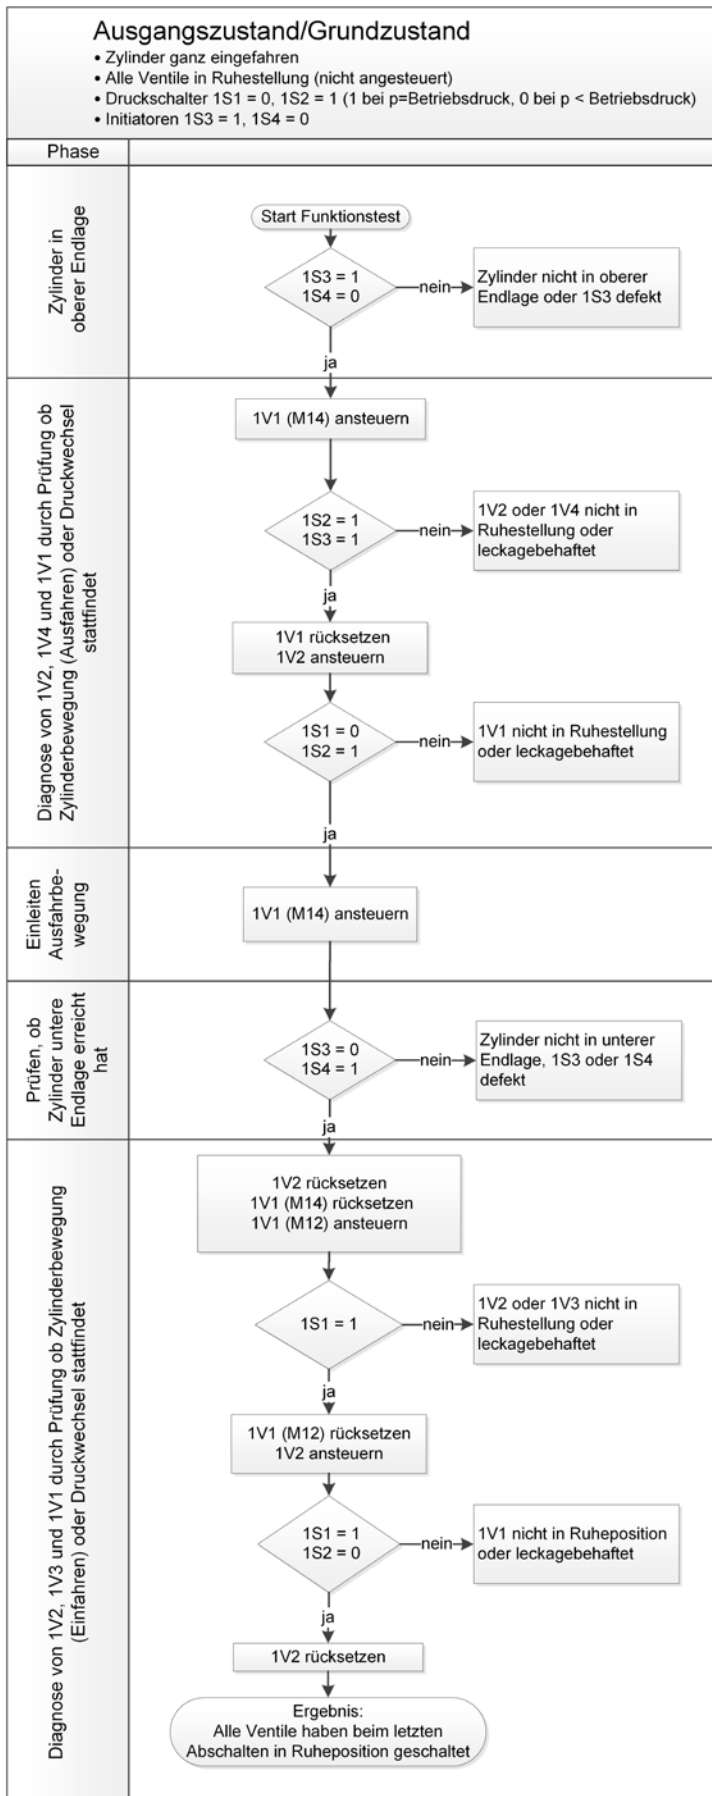 Ausgangszustand/Grundzustand
• Zylinder ganz eingefahren
• Alle Ventile in Ruhestellung (nicht angesteuert)
• Druckschalter 1S1 = 0, 1S2 = 1 (1 bei p=Betriebsdruck, 0 bei p < Betriebsdruck)
• Initiatoren 1S3 = 1, 1S4 = 0
Phase
Zylinder in
oberer Endlage
Start Funktionstest
1S3 = 1
1S4 = 0
nein
Zylinder nicht in oberer
Endlage oder 1S3 defekt
ja
Diagnose von 1V2, 1V4 und 1V1 durch Prüfung ob
Zylinderbewegung (Ausfahren) oder Druckwechsel
stattfindet
1V1 (M14) ansteuern
1S2 = 1
1S3 = 1
nein
1V2 oder 1V4 nicht in
Ruhestellung oder
leckagebehaftet
ja
1V1 rücksetzen
1V2 ansteuern
1S1 = 0
1S2 = 1
nein
1V1 nicht in Ruhestellung
oder leckagebehaftet
ja
Einleiten
Ausfahrbe-
wegung
1V1 (M14) ansteuern
Prüfen, ob
Zylinder untere
Endlage erreicht
hat
1S3 = 0
1S4 = 1
nein
Zylinder nicht in unterer
Endlage, 1S3 oder 1S4
defekt
ja
Diagnose von 1V2, 1V3 und 1V1 durch Prüfung ob Zylinderbewegung
(Einfahren) oder Druckwechsel stattfindet
1V2 rücksetzen
1V1 (M14) rücksetzen
1V1 (M12) ansteuern
1S1 = 1
nein
1V2 oder 1V3 nicht in
Ruhestellung oder
leckagebehaftet
ja
1V1 (M12) rücksetzen
1V2 ansteuern
1S1 = 1
1S2 = 0
nein
1V1 nicht in Ruheposition
oder leckagebehaftet
ja
1V2 rücksetzen
Ergebnis:
Alle Ventile haben beim letzten
Abschalten in Ruheposition geschaltet